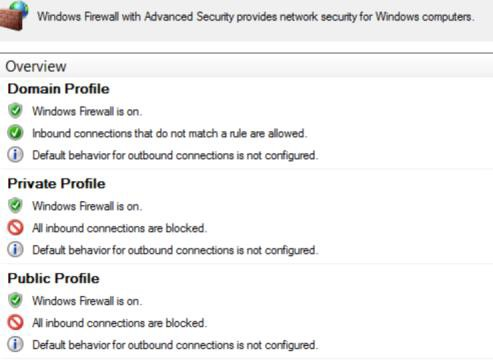 Windows Firewall with Advanced Security provides network security for Windows computers.
Overview
Domain Profile
Windows Firewall is on.
Inbound connections that do not match a rule are allowed.
Default behavior for outbound connections is not configured.
Private Profile
Windows Firewall is on.
All inbound connections are blocked.
Default behavior for outbound connections is not configured.
Public Profile
Windows Firewall is on.
All inbound connections are blocked.
Default behavior for outbound connections is not configured.